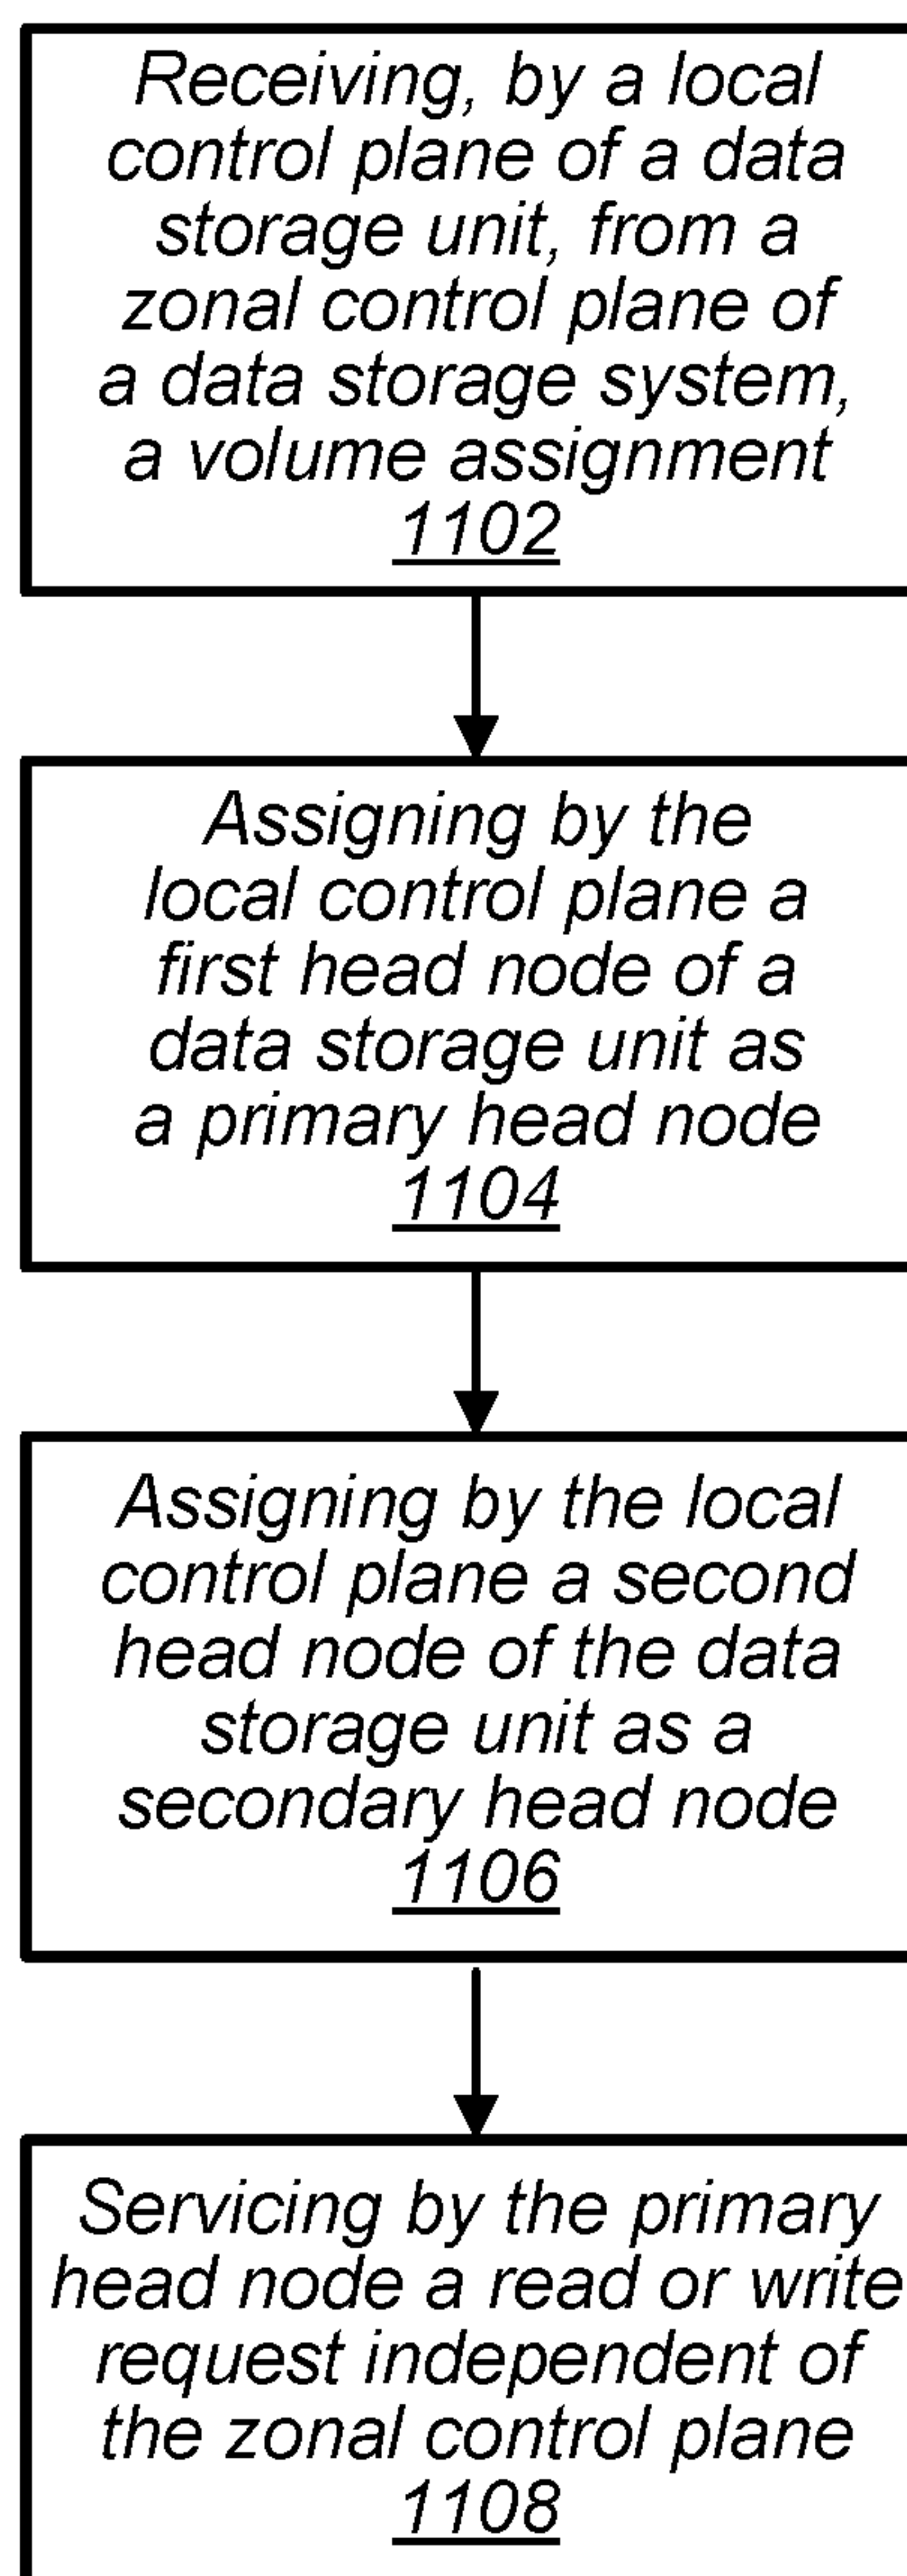 Receiving, by a local
control plane of a data
storage unit, from a
zonal control plane of
a data storage system,
a volume assignment
1102
Assigning by the
local control plane a
first head node of a
data storage unit as
a primary head node
1104
Assigning by the local
control plane a second
head node of the data
storage unit as a
secondary head node
1106
Servicing by the primary
head node a read or write
request independent of
the zonal control plane
1108